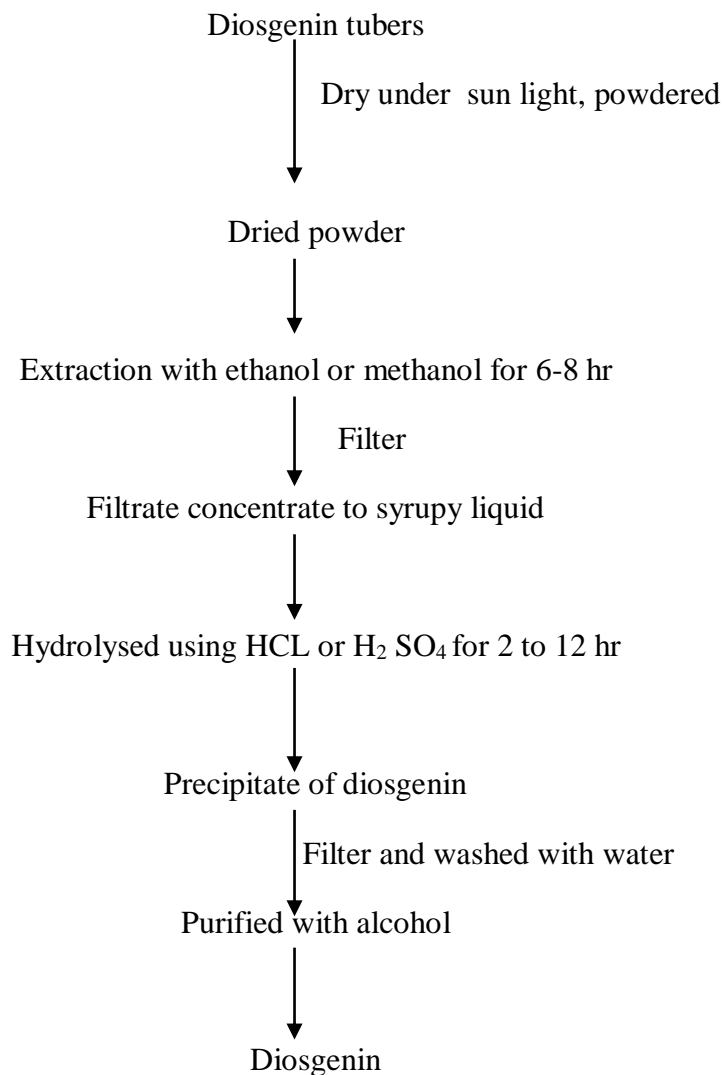 Diosgenin tubers
Dry under sun light, powdered
Dried powder
Extraction with ethanol or methanol for 6-8 hr
Filter
Filtrate concentrate to syrupy liquid
Hydrolysed using HCL or H₂ SO₄ for 2 to 12 hr
Precipitate of diosgenin
Filter and washed with water
Purified with alcohol
Diosgenin